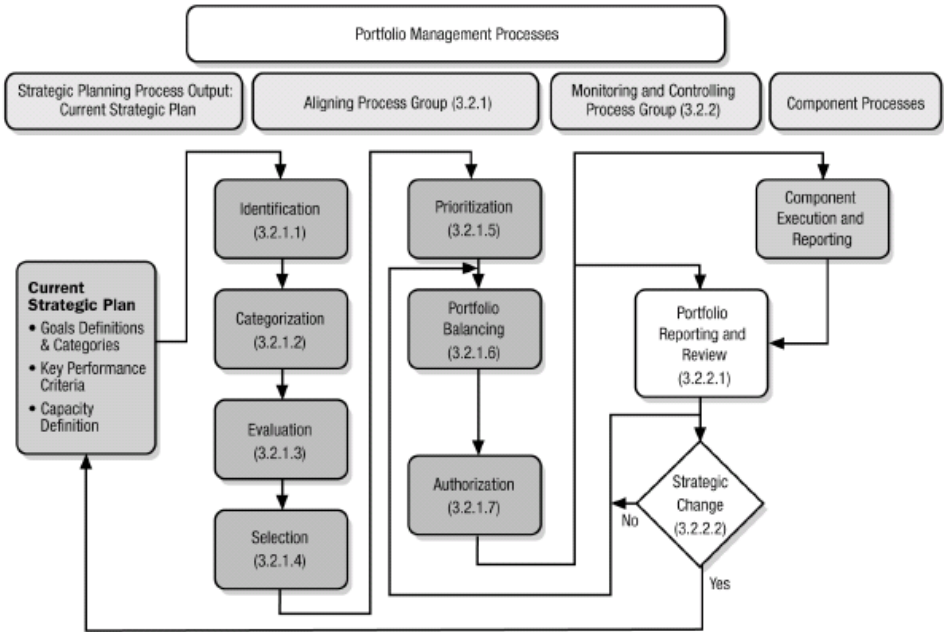 Portfolio Management Processes
Strategic Planning Process Output:
Current Strategic Plan
Aligning Process Group (3.2.1)
Monitoring and Controlling
Process Group (3.2.2)
Component Processes
Identification
(3.2.1.1)
Prioritization
(3.2.1.5)
Component
Execution and
Reporting
Current
Strategic Plan
• Goals Definitions
& Categories
• Key Performance
Criteria
• Capacity
Definition
Categorization
(3.2.1.2)
Portfolio
Balancing
(3.2.1.6)
Portfolio
Reporting and
Review
(3.2.2.1)
Evaluation
(3.2.1.3)
Authorization
(3.2.1.7)
Strategic
Change
(3.2.2.2)
No
Selection
(3.2.1.4)
Yes